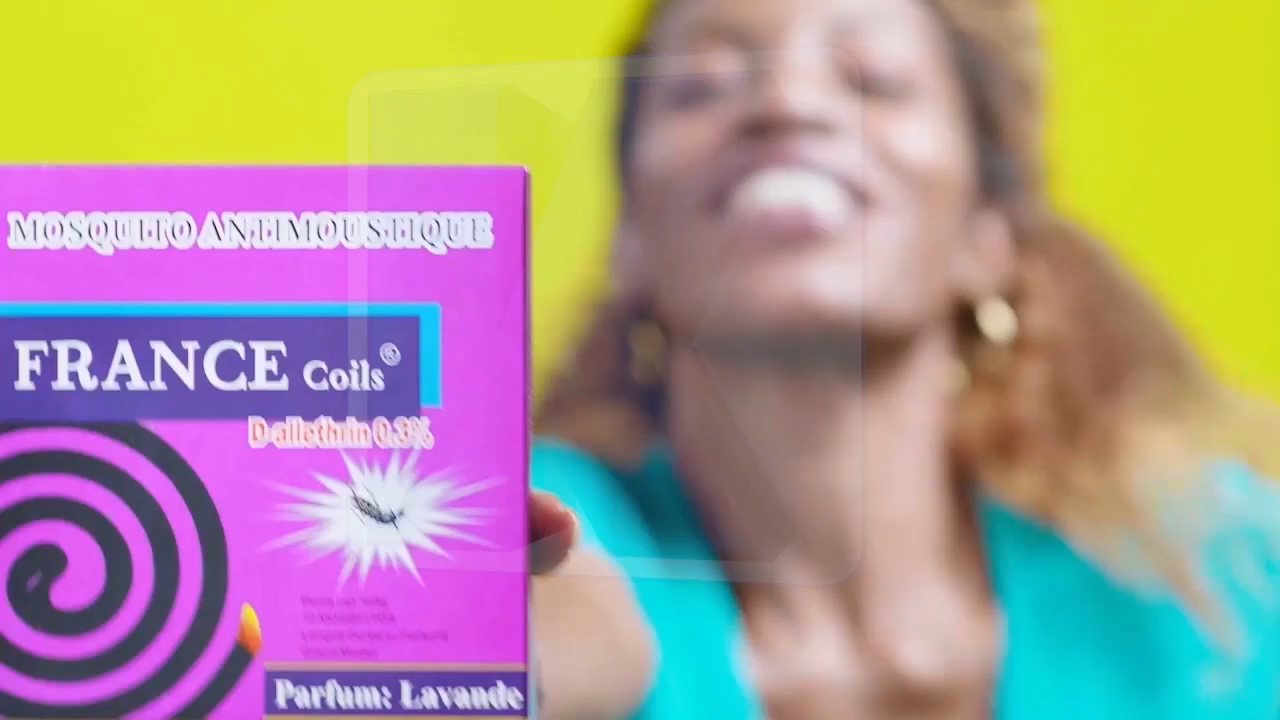 MOSQUITO ANTIMOUSTIQUE
FRANCE Coils®
D-allethrin 0.3%
Parfum: Lavande